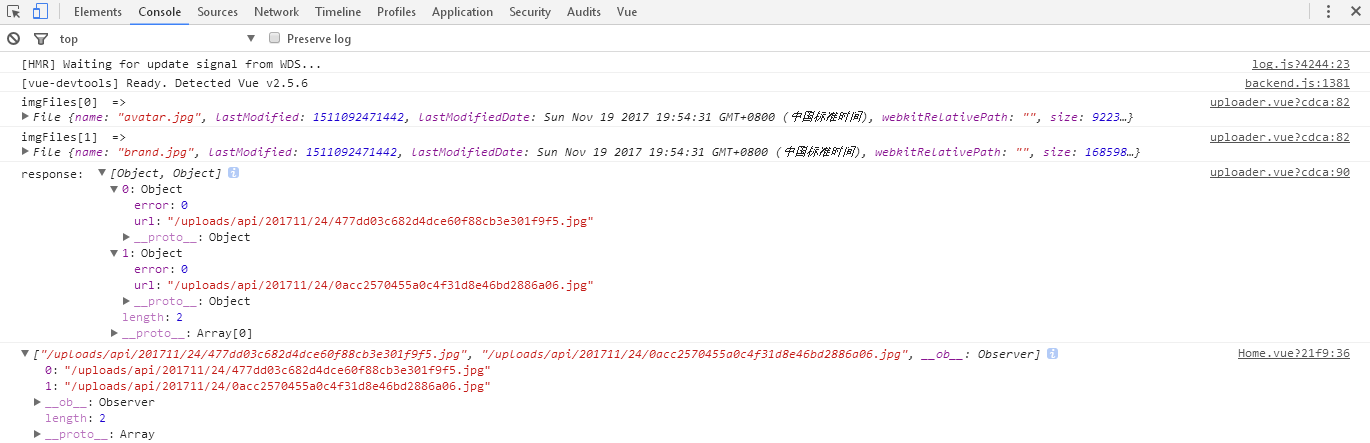 Elements Console Sources Network Timeline Profiles Application Security Audits Vue
top Preserve log
[HMR] Waiting for update signal from WDS... log.js?4244:23
[vue-devtools] Ready. Detected Vue v2.5.6 backend.js:1381
imgFiles[0] => uploader.vue?cdca:82
File {name: "avatar.jpg", lastModified: 1511092471442, lastModifiedDate: Sun Nov 19 2017 19:54:31 GMT+0800 (中国标准时间), webkitRelativePath: "", size: 9223…}
imgFiles[1] => uploader.vue?cdca:82
File {name: "brand.jpg", lastModified: 1511092471442, lastModifiedDate: Sun Nov 19 2017 19:54:31 GMT+0800 (中国标准时间), webkitRelativePath: "", size: 168598…}
response: [Object, Object] uploader.vue?cdca:90
0: Object
error: 0
url: "/uploads/api/201711/24/477dd03c682d4dce60f88cb3e301f9f5.jpg"
__proto__: Object
1: Object
error: 0
url: "/uploads/api/201711/24/0acc2570455a0c4f31d8e46bd2886a06.jpg"
__proto__: Object
length: 2
__proto__: Array[0]
["/uploads/api/201711/24/477dd03c682d4dce60f88cb3e301f9f5.jpg", "/uploads/api/201711/24/0acc2570455a0c4f31d8e46bd2886a06.jpg", __ob__: Observer] Home.vue?21f9:36
0: "/uploads/api/201711/24/477dd03c682d4dce60f88cb3e301f9f5.jpg"
1: "/uploads/api/201711/24/0acc2570455a0c4f31d8e46bd2886a06.jpg"
__ob__: Observer
length: 2
__proto__: Array